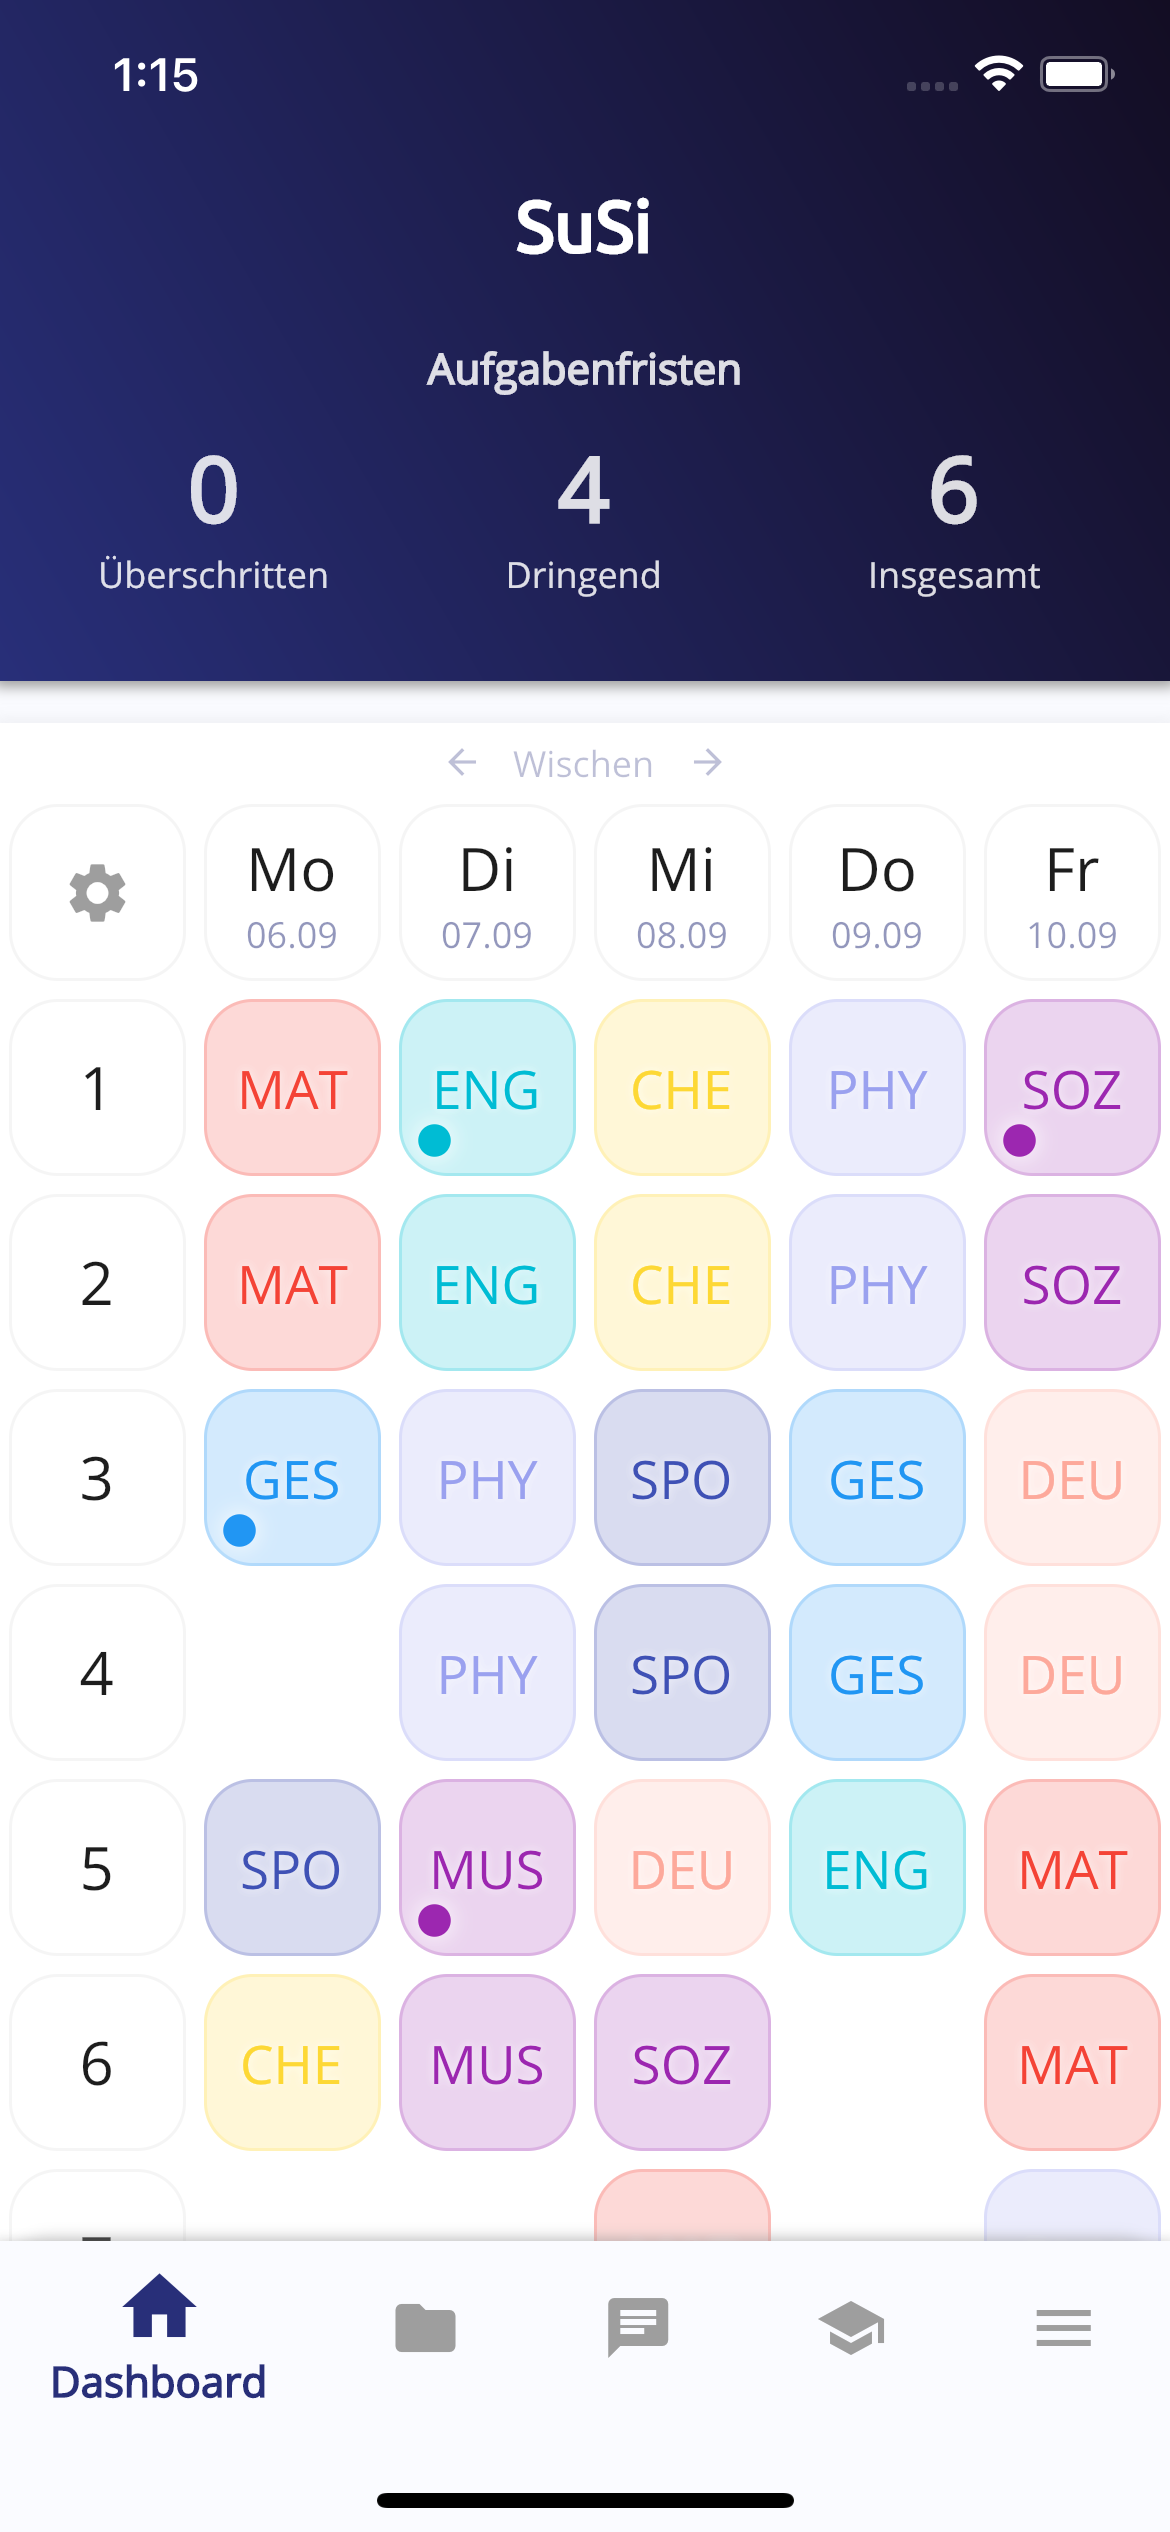 1:15
SuSi
Aufgabenfristen
0 4 6
Überschritten Dringend Insgesamt
Wischen
Mo Di Mi Do Fr
06.09 07.09 08.09 09.09 10.09
1 MAT ENG CHE PHY SOZ
2 MAT ENG CHE PHY SOZ
3 GES PHY SPO GES DEU
4 PHY SPO GES DEU
5 SPO MUS DEU ENG MAT
6 CHE MUS SOZ MAT
Dashboard